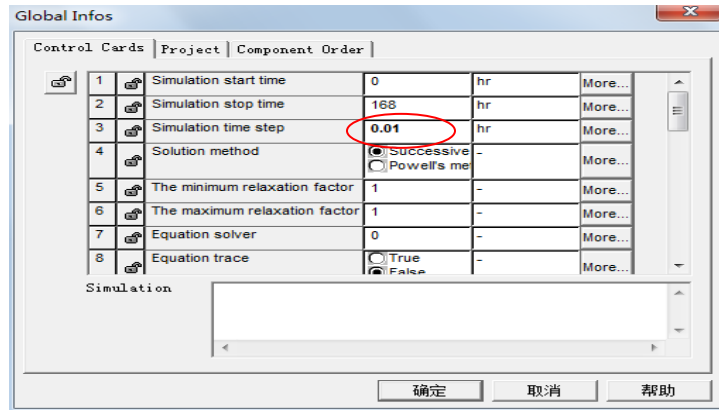 Global Infos
Control Cards Project Component Order
1 Simulation start time 0 hr More...
2 Simulation stop time 168 hr More...
3 Simulation time step 0.01 hr More...
4 Solution method Successive - More...
Powell's me
5 The minimum relaxation factor 1 - More...
6 The maximum relaxation factor 1 - More...
7 Equation solver 0 - More...
8 Equation trace True - More...
False
Simulation
确定 取消 帮助